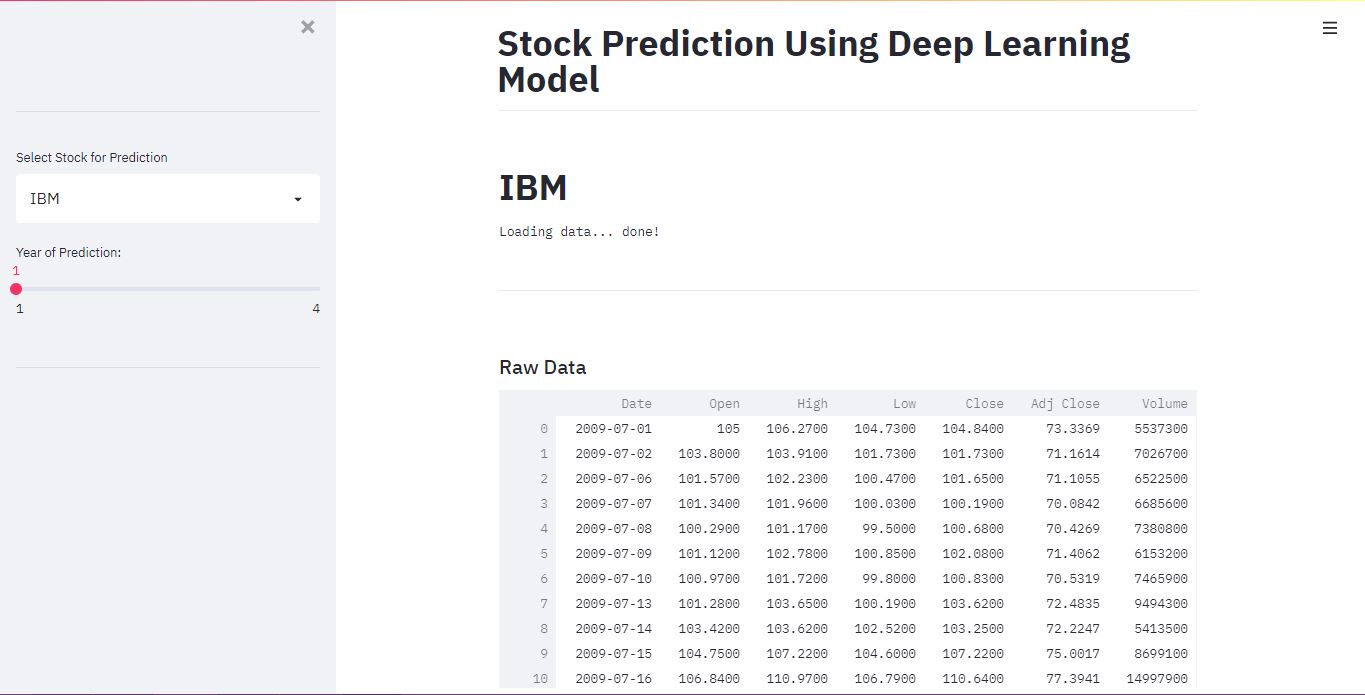 ×
Select Stock for Prediction
IBM
Year of Prediction:
1
1 4
Stock Prediction Using Deep Learning
Model
IBM
Loading data... done!
Raw Data
Date Open High Low Close Adj Close Volume
0 2009-07-01 105 106.2700 104.7300 104.8400 73.3369 5537300
1 2009-07-02 103.8000 103.9100 101.7300 101.7300 71.1614 7026700
2 2009-07-06 101.5700 102.2300 100.4700 101.6500 71.1055 6522500
3 2009-07-07 101.3400 101.9600 100.0300 100.1900 70.0842 6685600
4 2009-07-08 100.2900 101.1700 99.5000 100.6800 70.4269 7380800
5 2009-07-09 101.1200 102.7800 100.8500 102.0800 71.4062 6153200
6 2009-07-10 100.9700 101.7200 99.8000 100.8300 70.5319 7465900
7 2009-07-13 101.2800 103.6500 100.1900 103.6200 72.4835 9494300
8 2009-07-14 103.4200 103.6200 102.5200 103.2500 72.2247 5413500
9 2009-07-15 104.7500 107.2200 104.6000 107.2200 75.0017 8699100
10 2009-07-16 106.8400 110.9700 106.7900 110.6400 77.3941 14997900